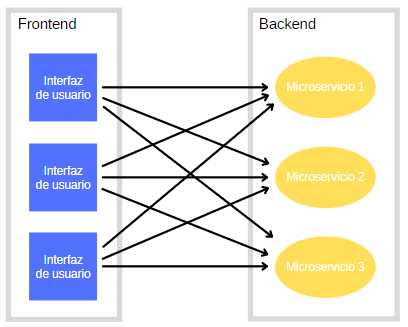 Frontend
Backend
Interfaz
de usuario
Microservicio 1
Interfaz
de usuario
Microservicio 2
Interfaz
de usuario
Microservicio 3